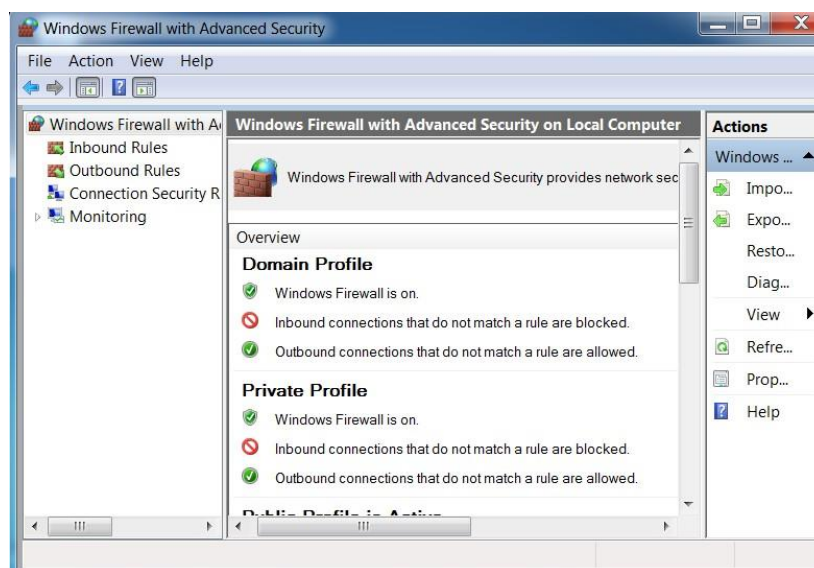 Windows Firewall with Advanced Security
File Action View Help
Windows Firewall with A
Inbound Rules
Outbound Rules
Connection Security R
Monitoring
Windows Firewall with Advanced Security on Local Computer
Windows Firewall with Advanced Security provides network sec
Overview
Domain Profile
Windows Firewall is on.
Inbound connections that do not match a rule are blocked.
Outbound connections that do not match a rule are allowed.
Private Profile
Windows Firewall is on.
Inbound connections that do not match a rule are blocked.
Outbound connections that do not match a rule are allowed.
Public Profile is Active
Actions
Windows ...
Impo...
Expo...
Resto...
Diag...
View
Refre...
Prop...
Help